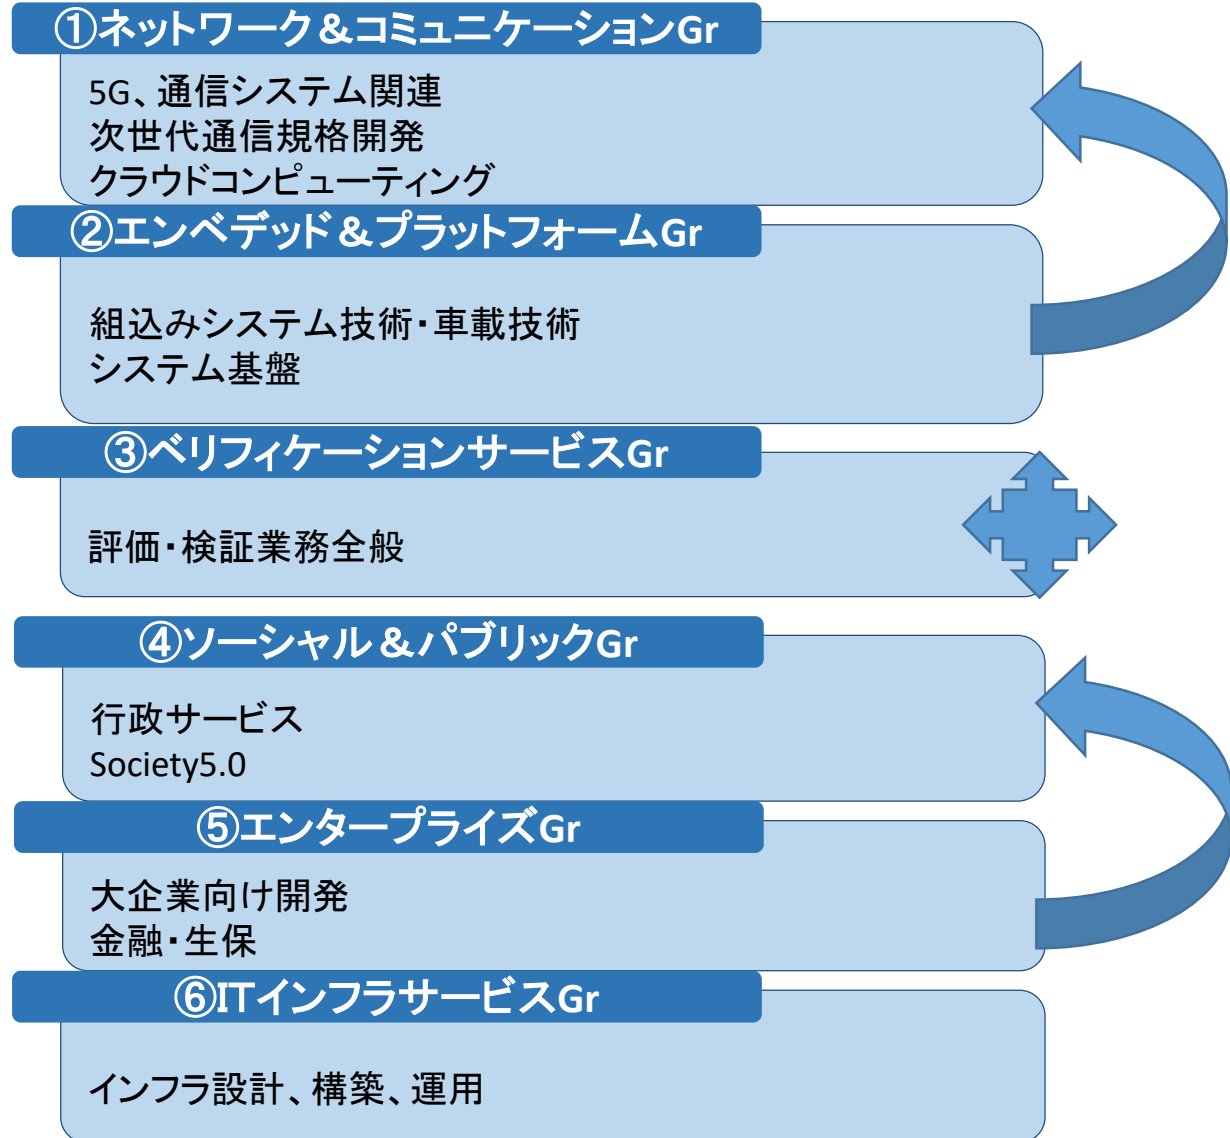 ①ネットワーク＆コミュニケーションGr
5G、通信システム関連
次世代通信規格開発
クラウドコンピューティング
②エンベデッド＆プラットフォームGr
組込みシステム技術・車載技術
システム基盤
③ベリフィケーションサービスGr
評価・検証業務全般
④ソーシャル＆パブリックGr
行政サービス
Society5.0
⑤エンタープライズGr
大企業向け開発
金融・生保
⑥ITインフラサービスGr
インフラ設計、構築、運用